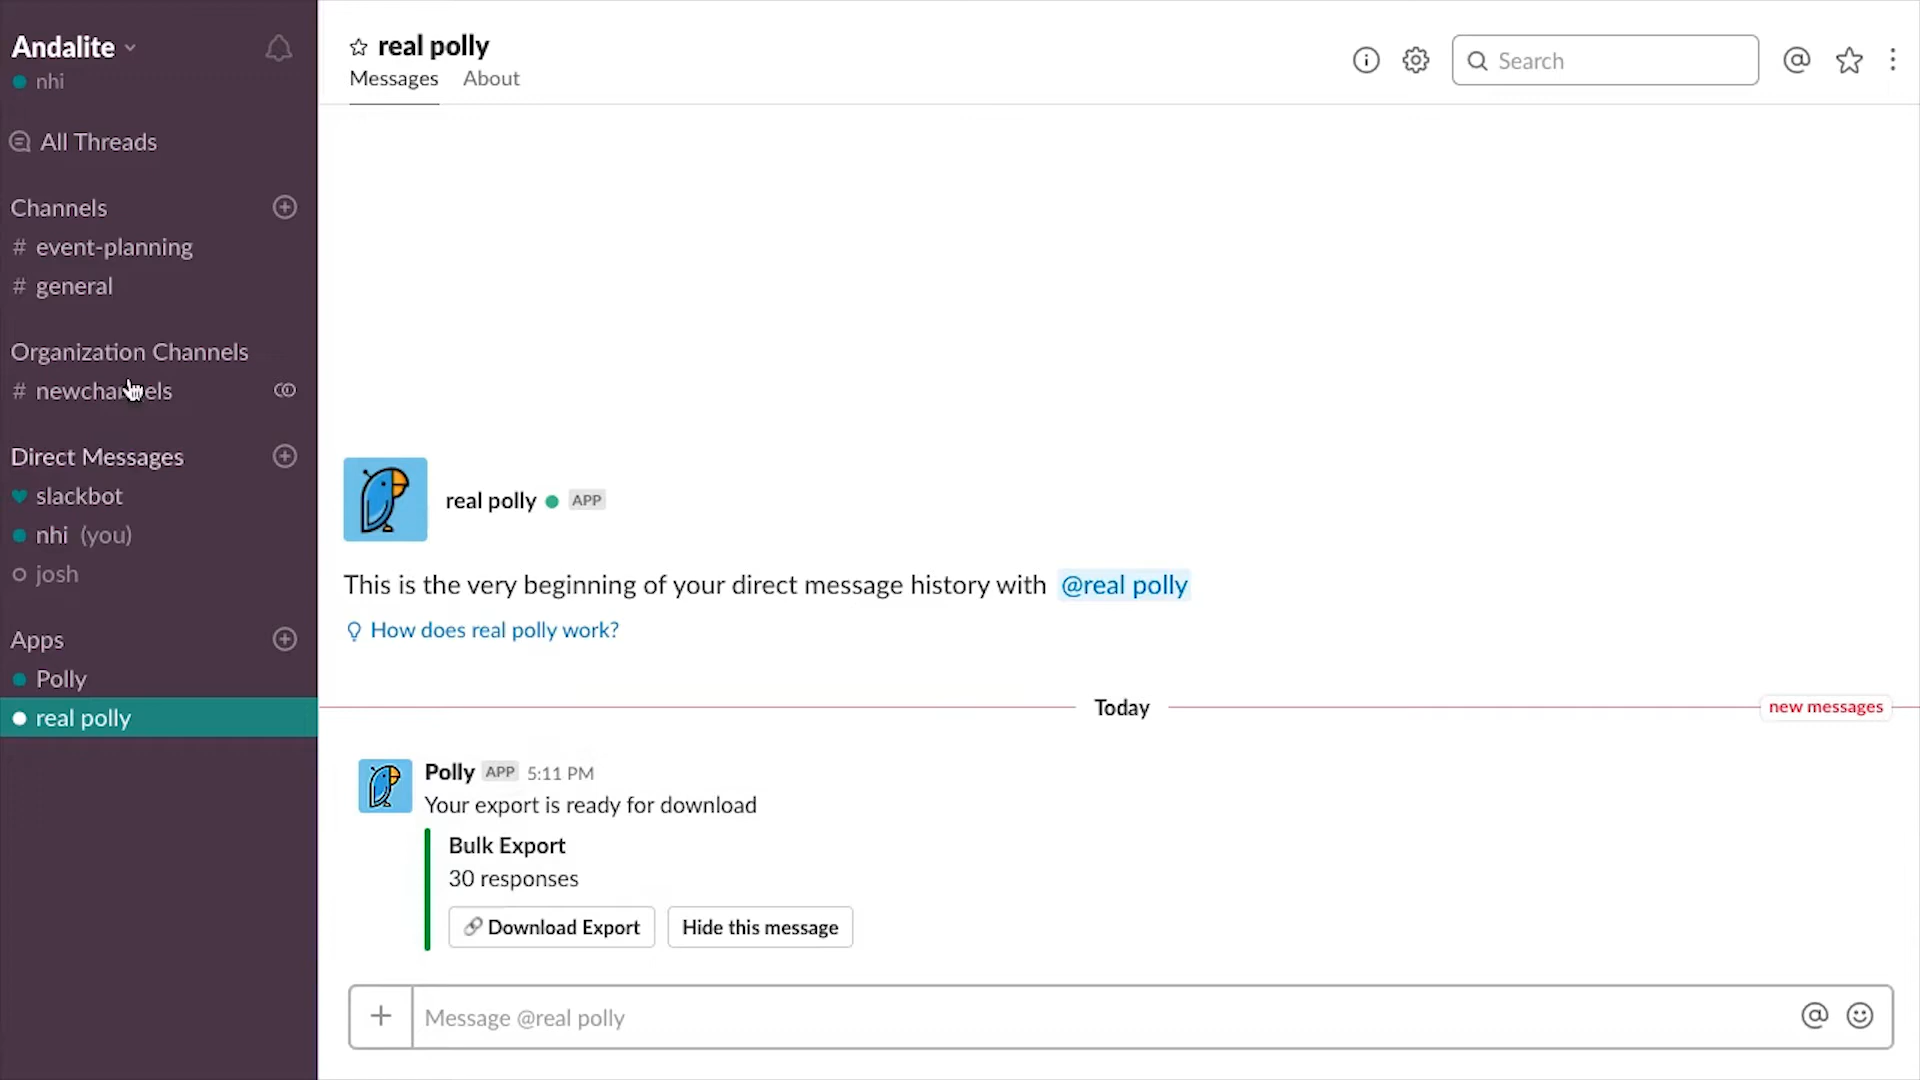 Andalite
nhi
All Threads
Channels
# event-planning
# general
Organization Channels
# newchannels
Direct Messages
slackbot
nhi (you)
josh
Apps
Polly
real polly
real polly
Messages About
Search
real polly APP
This is the very beginning of your direct message history with @real polly
How does real polly work?
Today
new messages
Polly APP 5:11 PM
Your export is ready for download
Bulk Export
30 responses
Download Export
Hide this message
Message @real polly